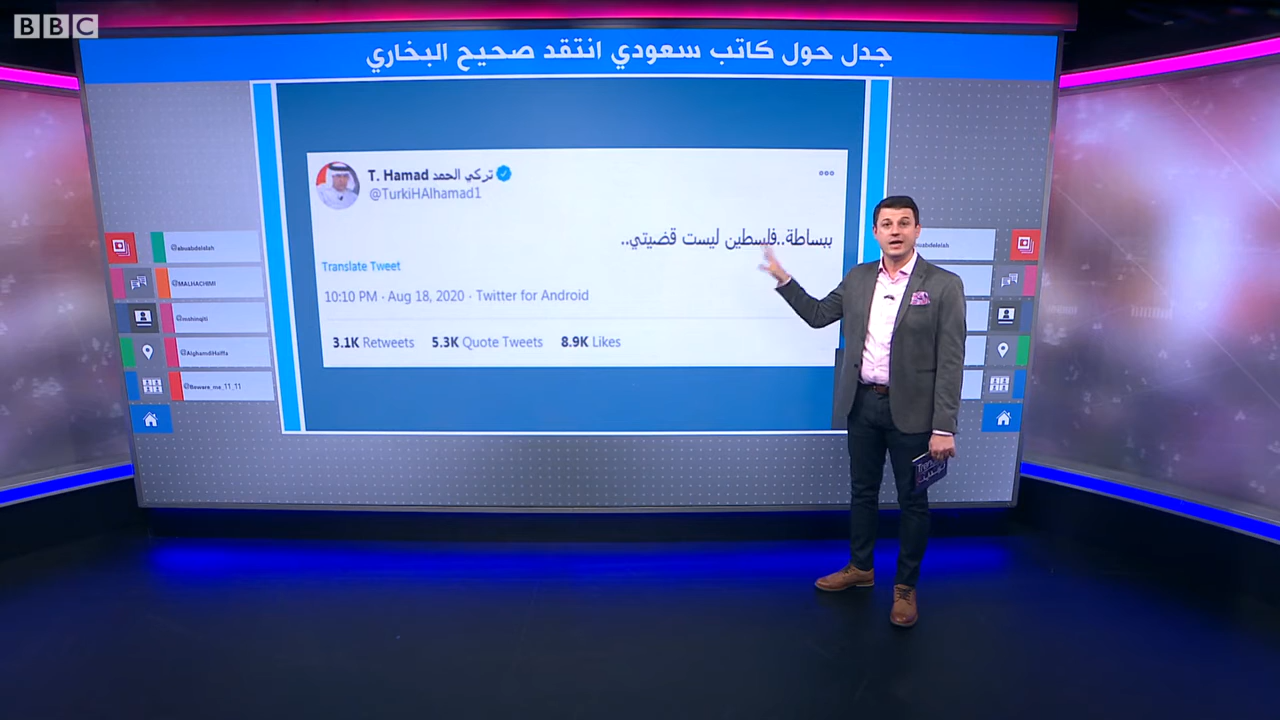 BBC
جدل حول كاتب سعودي انتقد صحيح البخاري
T. Hamad تركي الحمد
@TurkiHAlhamad1
ببساطة..فلسطين ليست قضيتي..
Translate Tweet
10:10 PM · Aug 18, 2020 · Twitter for Android
3.1K Retweets 5.3K Quote Tweets 8.9K Likes
@MALHACHIMI
@mshinqiti
@AlghamdiHaifa
@Beware_me_11_11